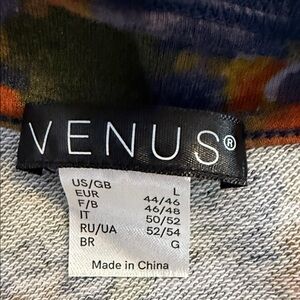 VENUS®
US/GB L
EUR 44/46
F/B 46/48
IT 50/52
RU/UA 52/54
BR G
Made in China